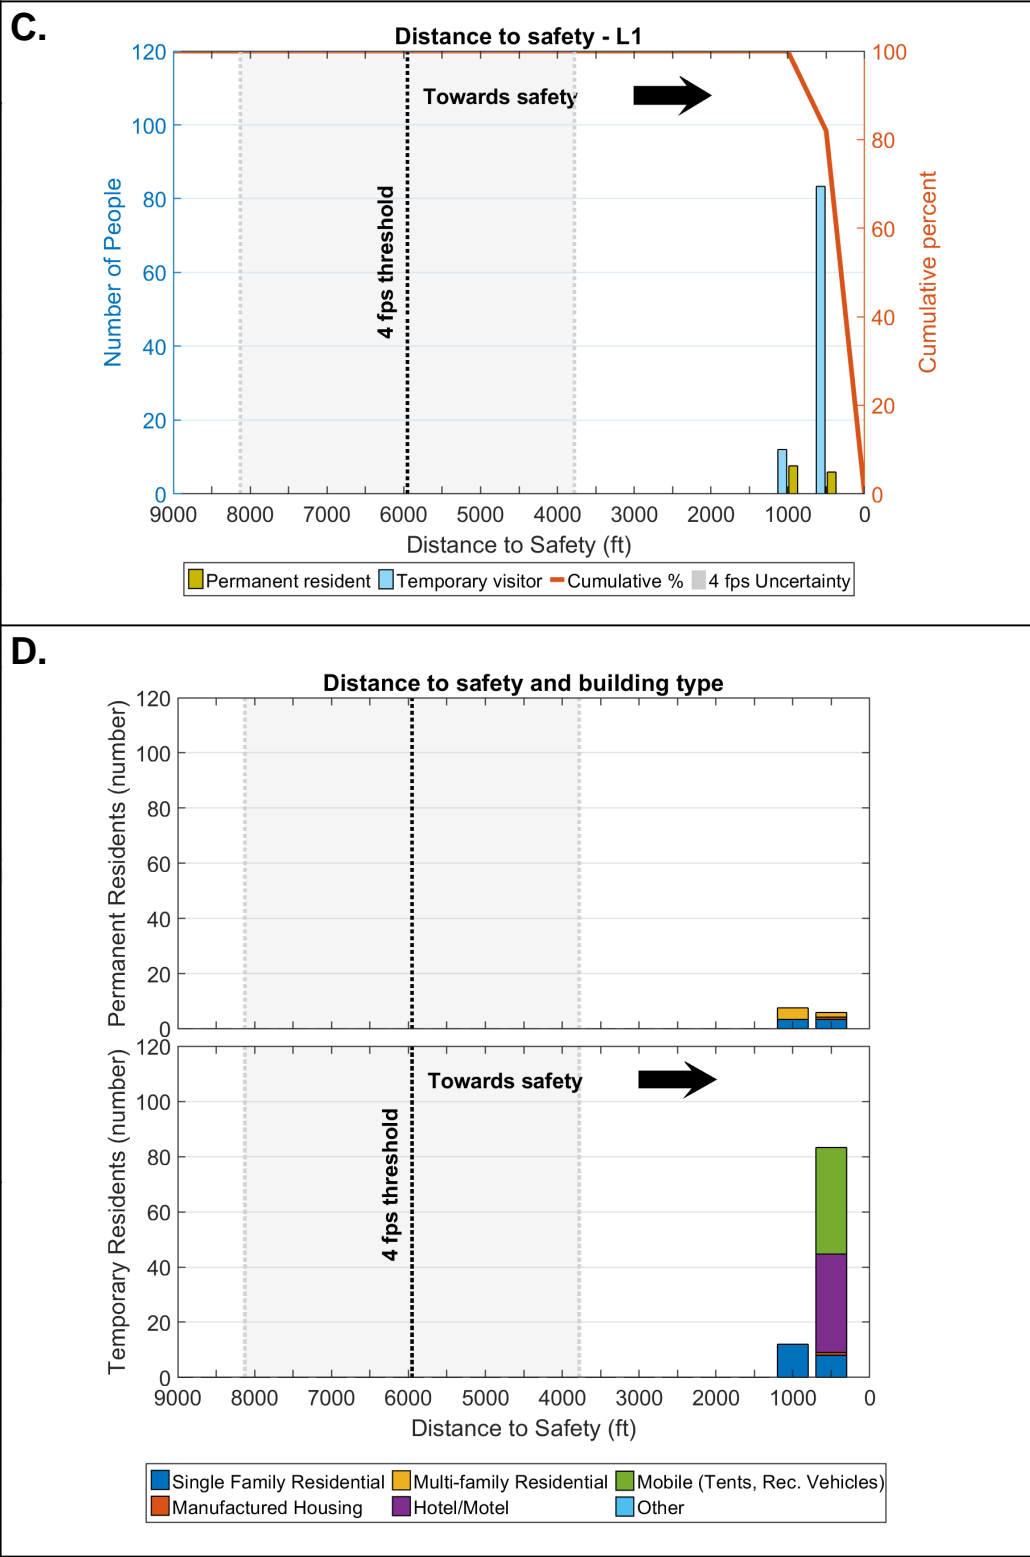 C.
Distance to safety - L1
120
100
80
60
40
20
0
Number of People
100
80
60
40
20
0
Cumulative percent
Towards safety
4 fps threshold
9000 8000 7000 6000 5000 4000 3000 2000 1000 0
Distance to Safety (ft)
Permanent resident Temporary visitor Cumulative % 4 fps Uncertainty
D.
Distance to safety and building type
120
100
80
60
40
20
0
Permanent Residents (number)
120
100
80
60
40
20
0
Temporary Residents (number)
Towards safety
4 fps threshold
9000 8000 7000 6000 5000 4000 3000 2000 1000 0
Distance to Safety (ft)
Single Family Residential Multi-family Residential Mobile (Tents, Rec. Vehicles)
Manufactured Housing Hotel/Motel Other